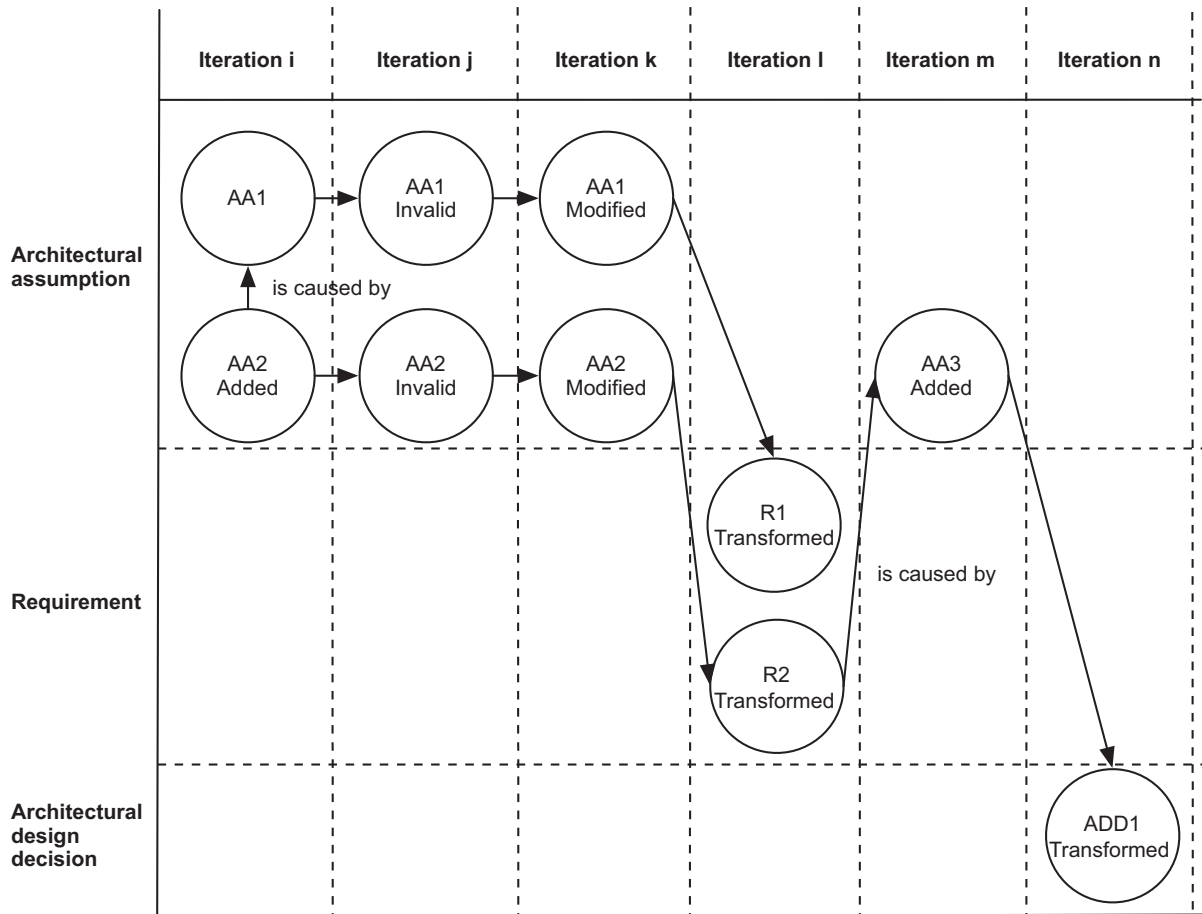 Iteration i
Iteration j
Iteration k
Iteration l
Iteration m
Iteration n
Architectural
assumption
AA1
AA1
Invalid
AA1
Modified
is caused by
AA2
Added
AA2
Invalid
AA2
Modified
AA3
Added
Requirement
R1
Transformed
is caused by
R2
Transformed
Architectural
design
decision
ADD1
Transformed